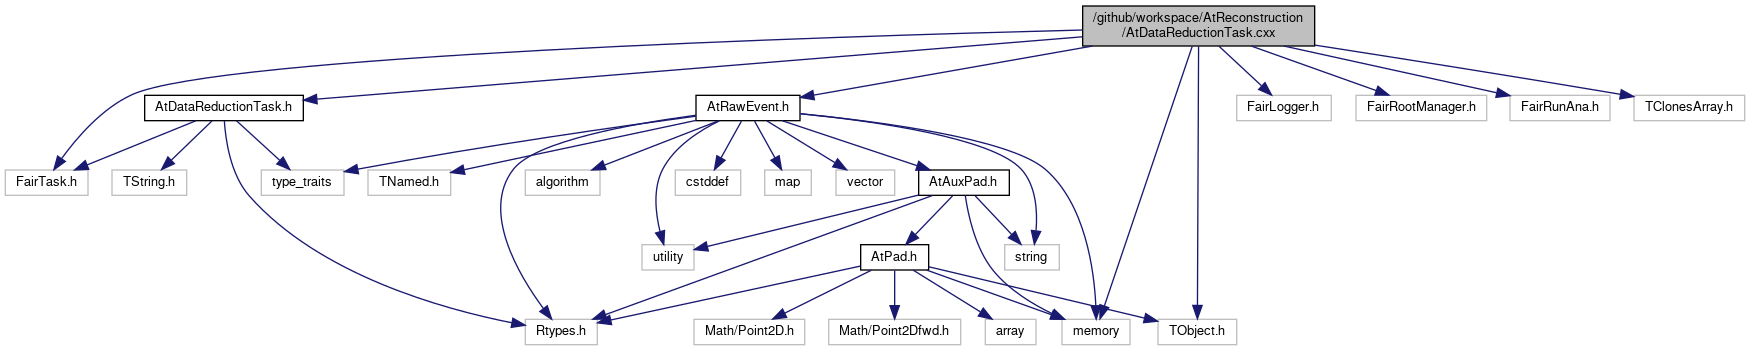 /github/workspace/AtReconstruction
/AtDataReductionTask.cxx
AtDataReductionTask.h
AtRawEvent.h
FairLogger.h
FairRootManager.h
FairRunAna.h
TClonesArray.h
FairTask.h
TString.h
type_traits
TNamed.h
algorithm
cstddef
map
vector
AtAuxPad.h
utility
AtPad.h
string
Rtypes.h
Math/Point2D.h
Math/Point2Dfwd.h
array
memory
TObject.h